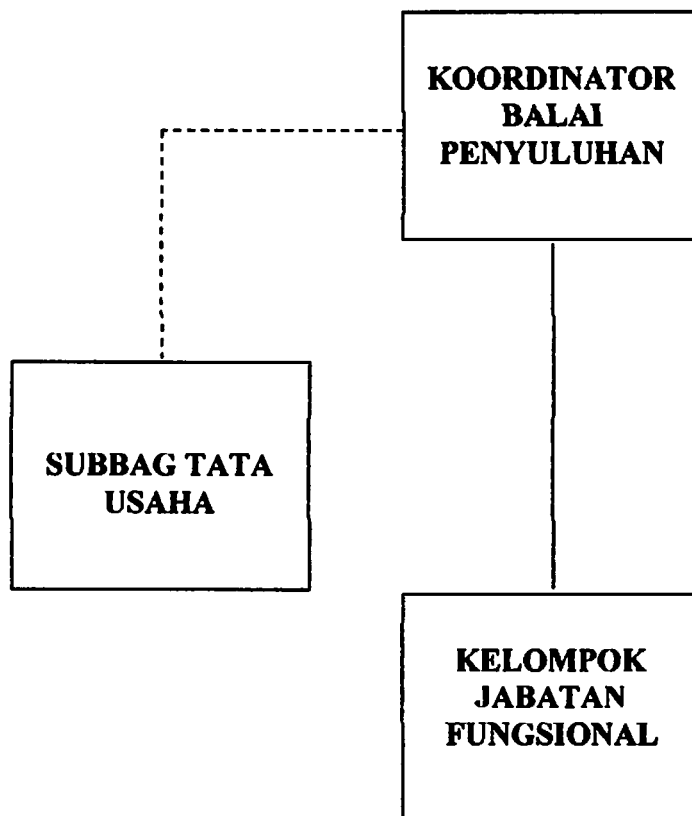 KOORDINATOR
BALAI
PENYULUHAN
SUBBAG TATA
USAHA
KELOMPOK
JABATAN
FUNGSIONAL